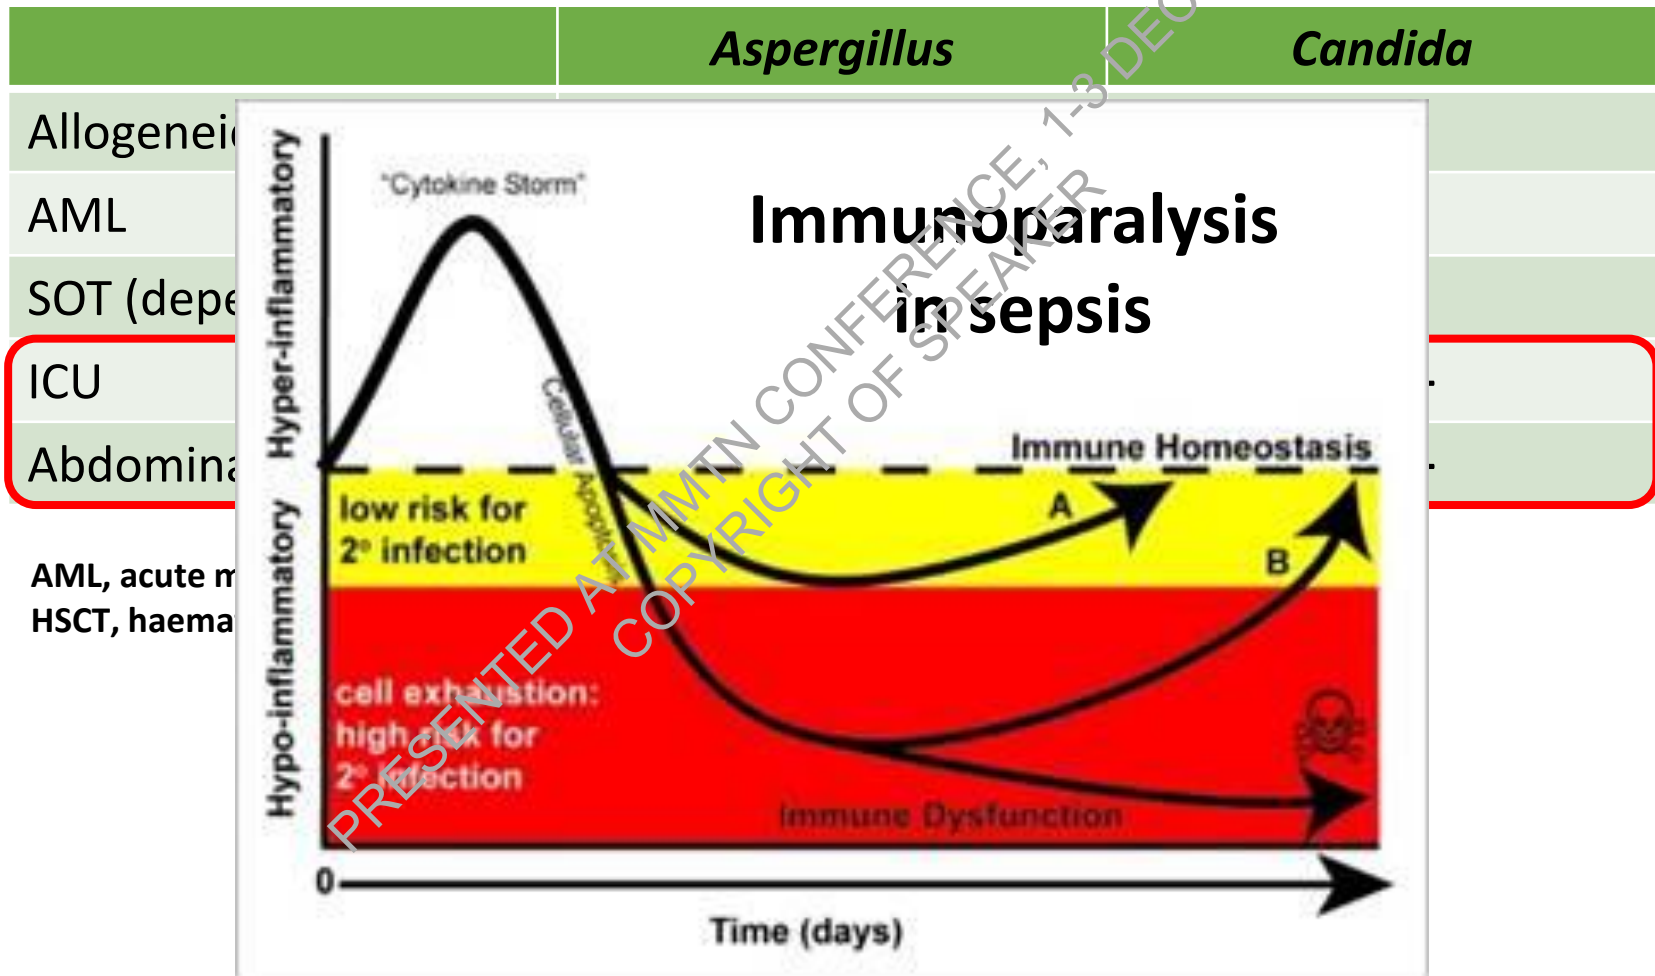 Aspergillus
Candida
Allogeneic
AML
SOT (depe
ICU
Abdomina
AML, acute m
HSCT, haema
Immunoparalysis
in sepsis
"Cytokine Storm"
Hyper-inflammatory
Hypo-inflammatory
Cellular Apoptosis
Immune Homeostasis
low risk for
2° infection
A
B
cell exhaustion:
high risk for
2° infection
Immune Dysfunction
0
Time (days)
PRESENTED AT MMTN CONFERENCE, 1-3 DEC
COPYRIGHT OF SPEAKER